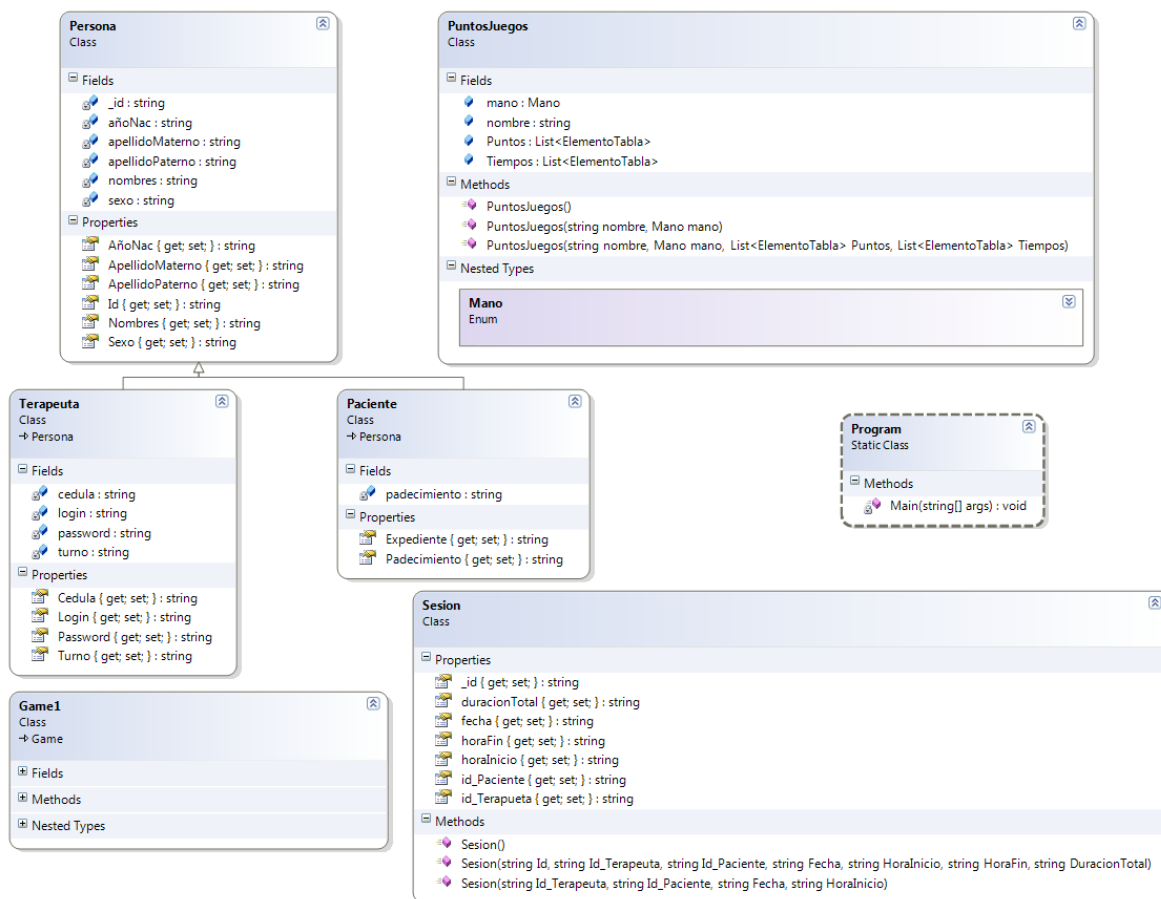 Persona
Class
Fields
_id : string
añoNac : string
apellidoMaterno : string
apellidoPaterno : string
nombres : string
sexo : string
Properties
AñoNac { get; set; } : string
ApellidoMaterno { get; set; } : string
ApellidoPaterno { get; set; } : string
Id { get; set; } : string
Nombres { get; set; } : string
Sexo { get; set; } : string
PuntosJuegos
Class
Fields
mano : Mano
nombre : string
Puntos : List<ElementoTabla>
Tiempos : List<ElementoTabla>
Methods
PuntosJuegos()
PuntosJuegos(string nombre, Mano mano)
PuntosJuegos(string nombre, Mano mano, List<ElementoTabla> Puntos, List<ElementoTabla> Tiempos)
Nested Types
Mano
Enum
Terapeuta
Class
Persona
Fields
cedula : string
login : string
password : string
turno : string
Properties
Cedula { get; set; } : string
Login { get; set; } : string
Password { get; set; } : string
Turno { get; set; } : string
Paciente
Class
Persona
Fields
padecimiento : string
Properties
Expediente { get; set; } : string
Padecimiento { get; set; } : string
Program
Static Class
Methods
Main(string[] args) : void
Game1
Class
Game
Fields
Methods
Nested Types
Sesion
Class
Properties
_id { get; set; } : string
duracionTotal { get; set; } : string
fecha { get; set; } : string
horaFin { get; set; } : string
horaInicio { get; set; } : string
id_Paciente { get; set; } : string
id_Terapueta { get; set; } : string
Methods
Sesion()
Sesion(string Id, string Id_Terapeuta, string Id_Paciente, string Fecha, string HoraInicio, string HoraFin, string DuracionTotal)
Sesion(string Id_Terapeuta, string Id_Paciente, string Fecha, string HoraInicio)